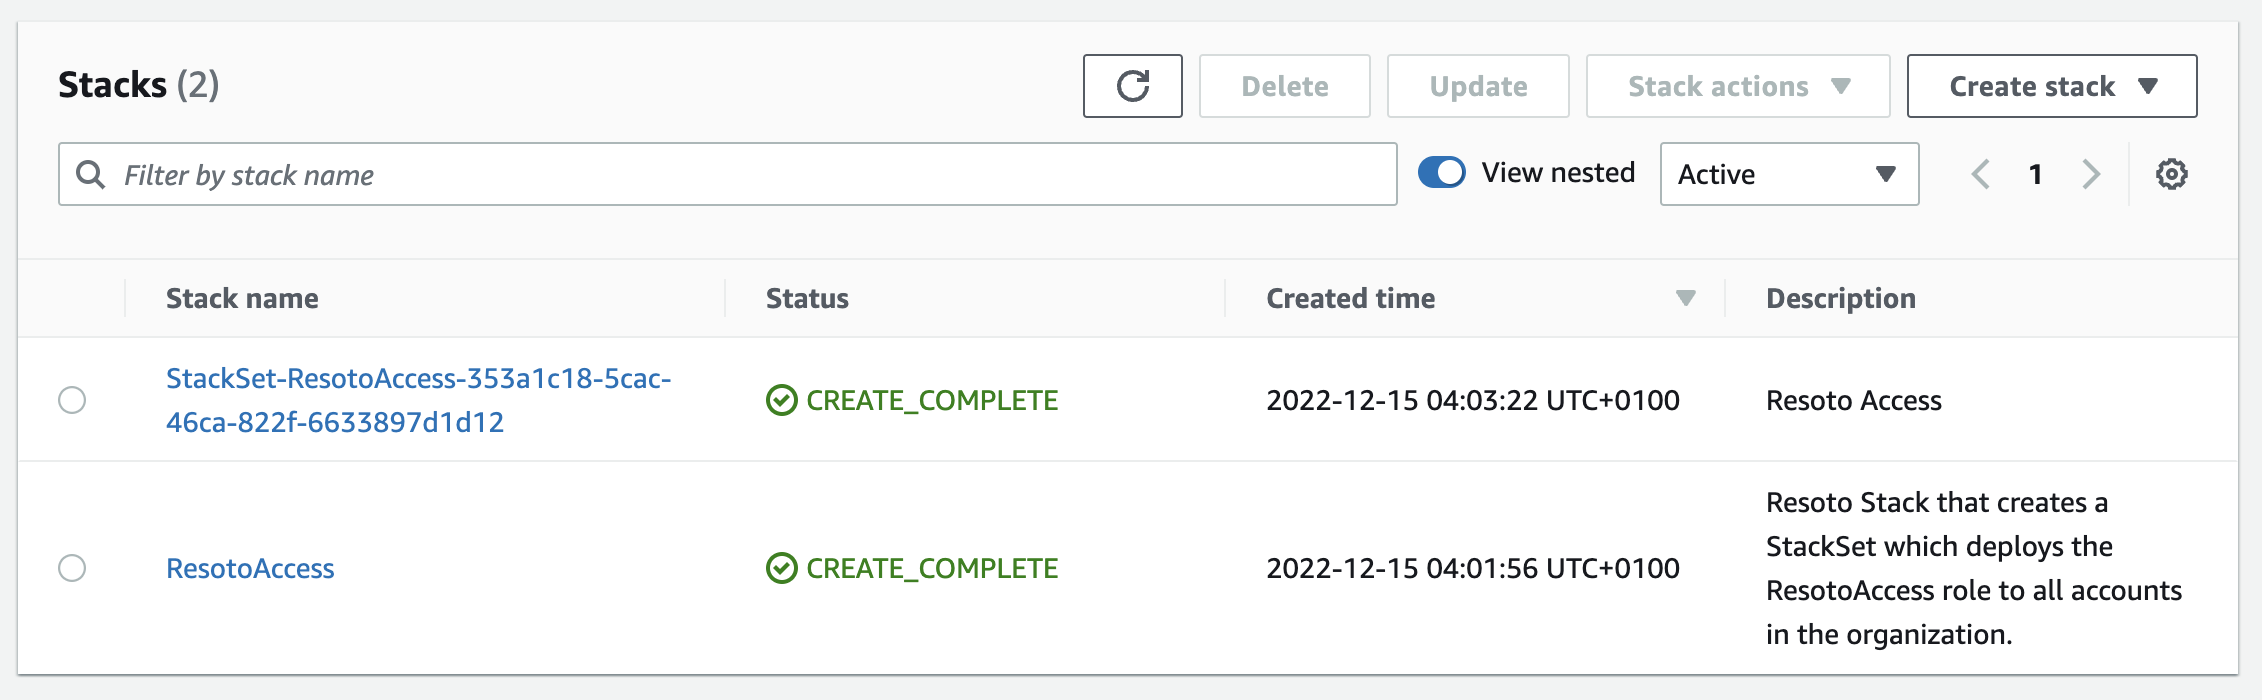 Stacks (2)
Delete
Update
Stack actions
Create stack
Filter by stack name
View nested
Active
1
Stack name
Status
Created time
Description
StackSet-ResotoAccess-353a1c18-5cac-
46ca-822f-6633897d1d12
CREATE_COMPLETE
2022-12-15 04:03:22 UTC+0100
Resoto Access
ResotoAccess
CREATE_COMPLETE
2022-12-15 04:01:56 UTC+0100
Resoto Stack that creates a
StackSet which deploys the
ResotoAccess role to all accounts
in the organization.